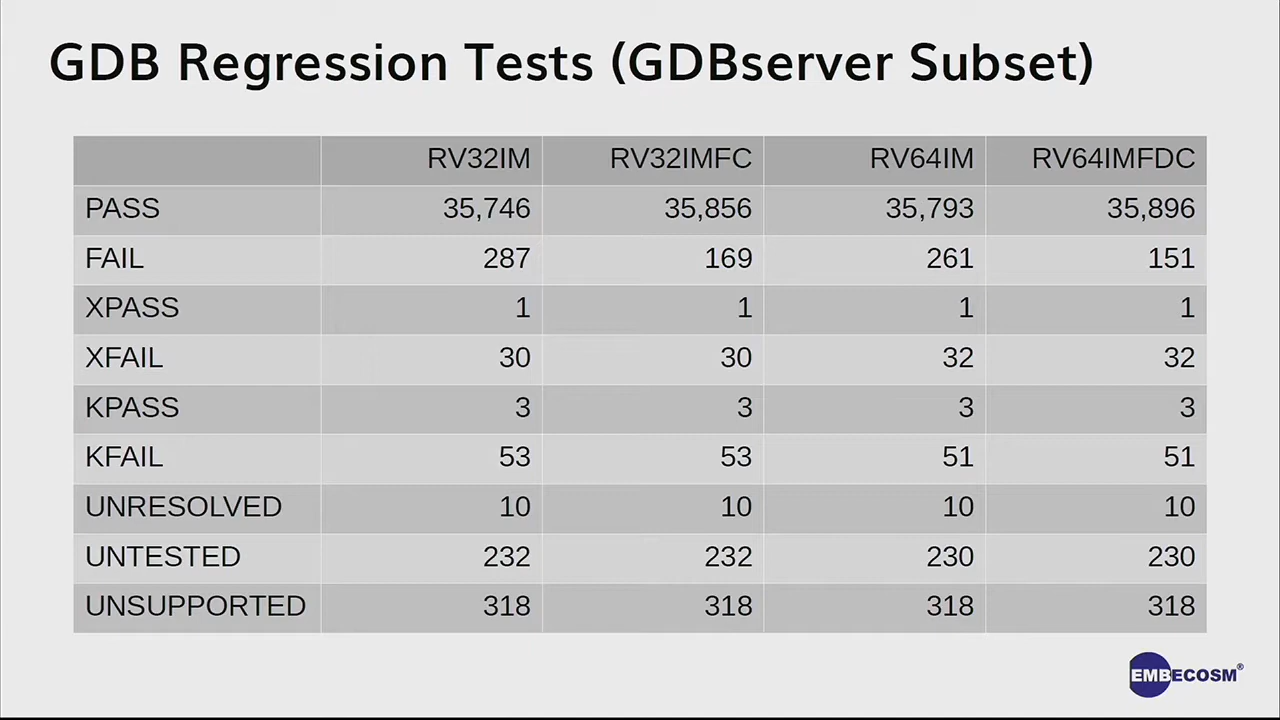 GDB Regression Tests (GDBserver Subset)
RV32IM RV32IMFC RV64IM RV64IMFDC
PASS 35,746 35,856 35,793 35,896
FAIL 287 169 261 151
XPASS 1 1 1 1
XFAIL 30 30 32 32
KPASS 3 3 3 3
KFAIL 53 53 51 51
UNRESOLVED 10 10 10 10
UNTESTED 232 232 230 230
UNSUPPORTED 318 318 318 318
EMBECOSM®